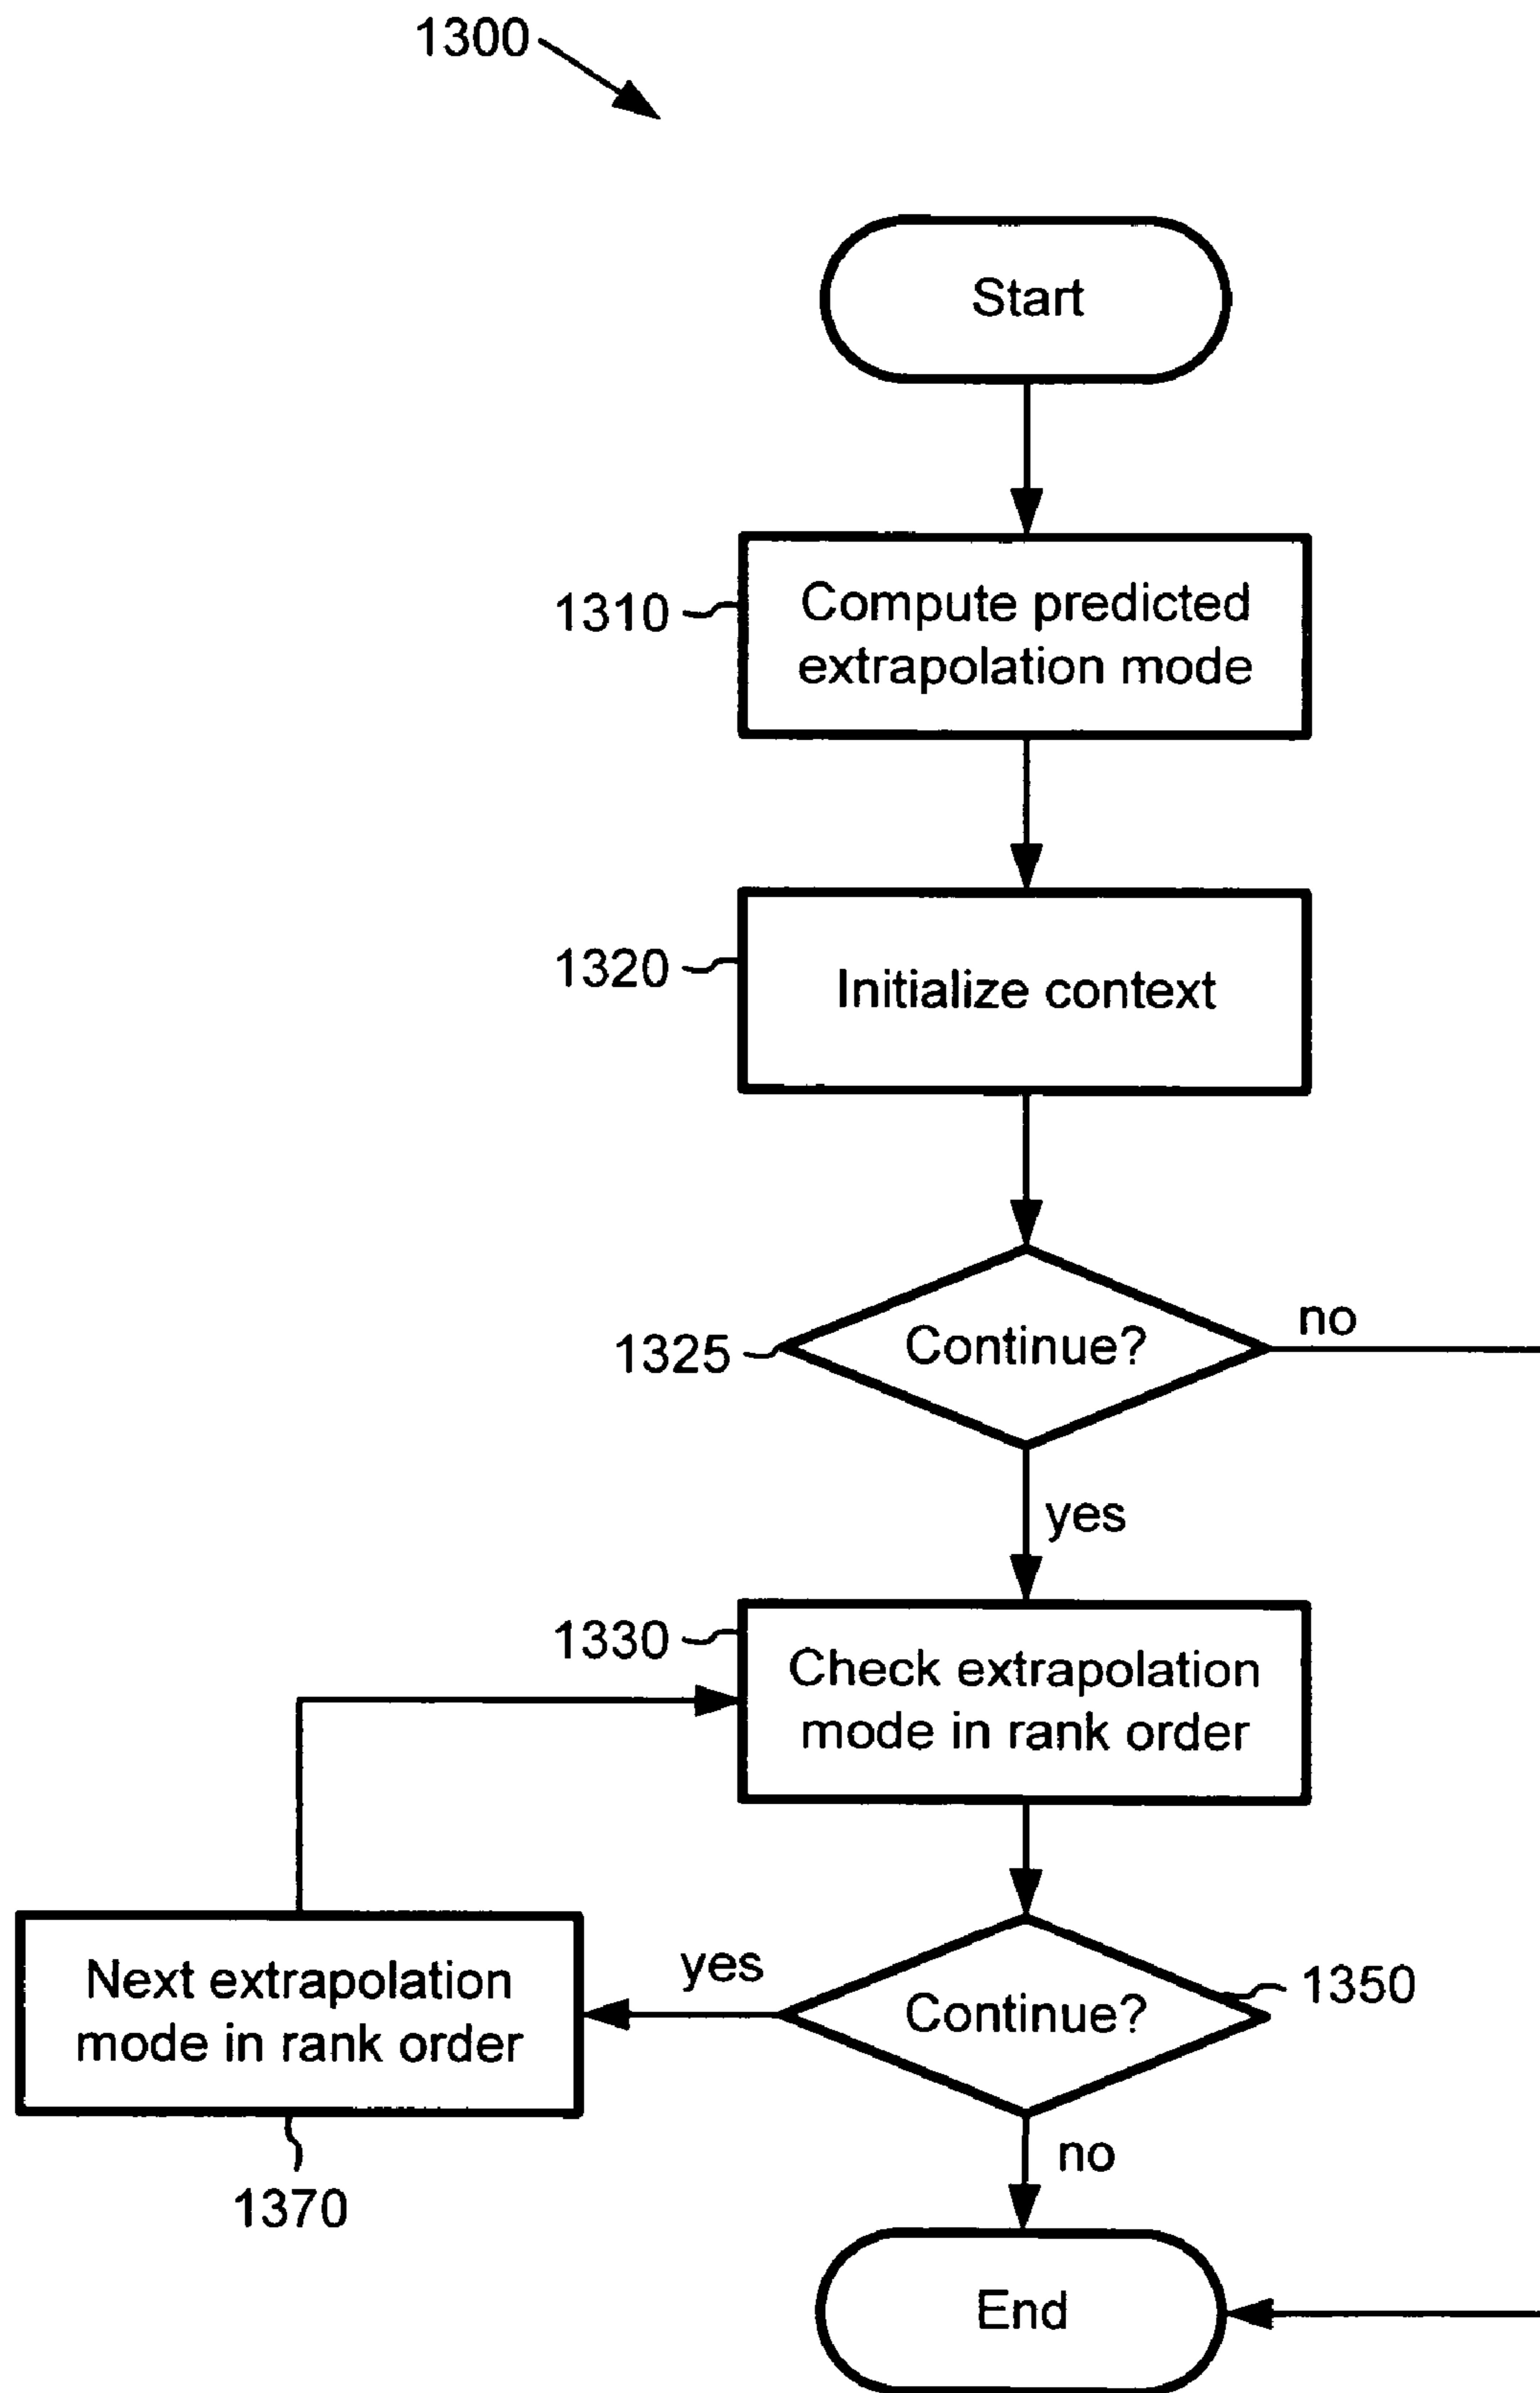 1300
Start
1310
Compute predicted
extrapolation mode
1320
Initialize context
1325
Continue?
no
yes
1330
Check extrapolation
mode in rank order
Next extrapolation
mode in rank order
yes
Continue?
1350
1370
no
End